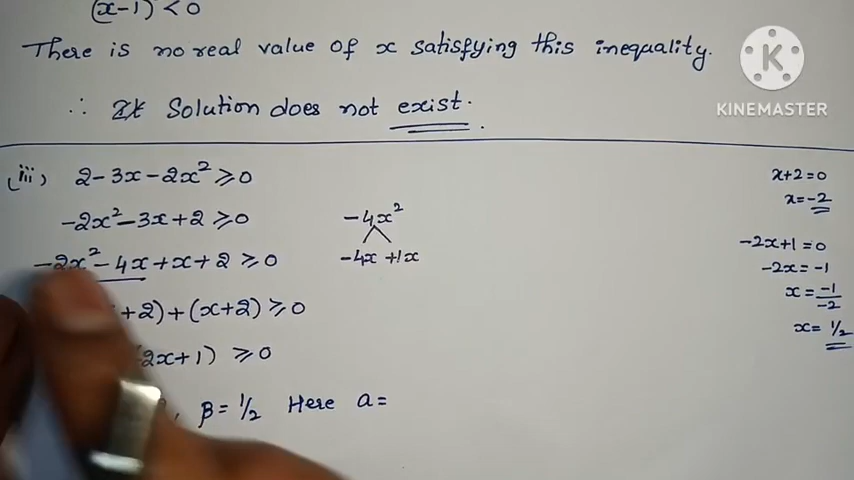 (x-1) < 0
There is no real value of x satisfying this inequality.
∴ Solution does not exist.
KINEMASTER
(iii) 2-3x-2x² ≥ 0
-2x²-3x+2 ≥ 0
-4x²
-2x²-4x+x+2 ≥ 0
-4x +1x
+2)+(x+2) ≥ 0
2x+1) ≥ 0
β = 1/2 Here a =
x+2=0
x=-2
-2x+1=0
-2x=-1
x=-1/-2
x=1/2